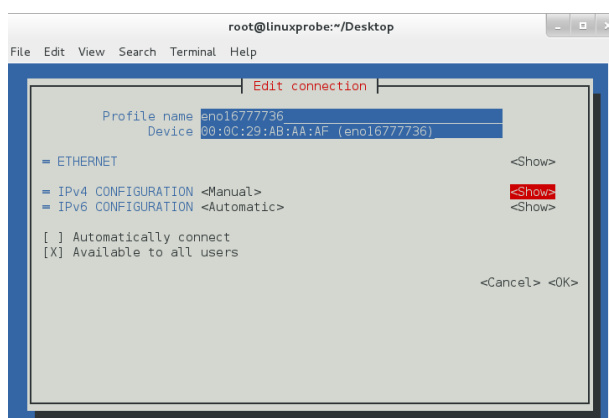 root@linuxprobe:~/Desktop
File Edit View Search Terminal Help
Edit connection
Profile name eno16777736
Device 00:0C:29:AB:AA:AF (eno16777736)
= ETHERNET <Show>
= IPv4 CONFIGURATION <Manual> <Show>
= IPv6 CONFIGURATION <Automatic> <Show>
[ ] Automatically connect
[X] Available to all users
<Cancel> <OK>